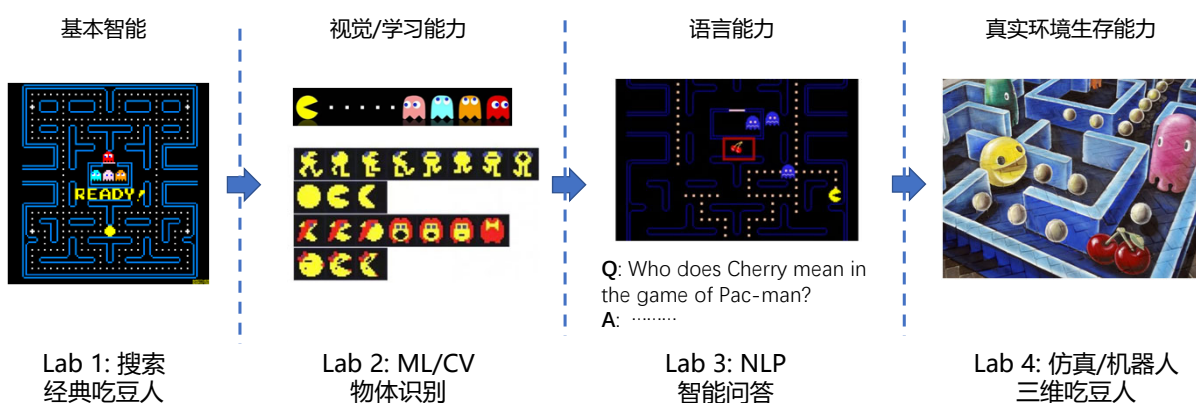 基本智能
视觉/学习能力
语言能力
真实环境生存能力
READY!
Q: Who does Cherry mean in
the game of Pac-man?
A: ………
Lab 1: 搜索
经典吃豆人
Lab 2: ML/CV
物体识别
Lab 3: NLP
智能问答
Lab 4: 仿真/机器人
三维吃豆人